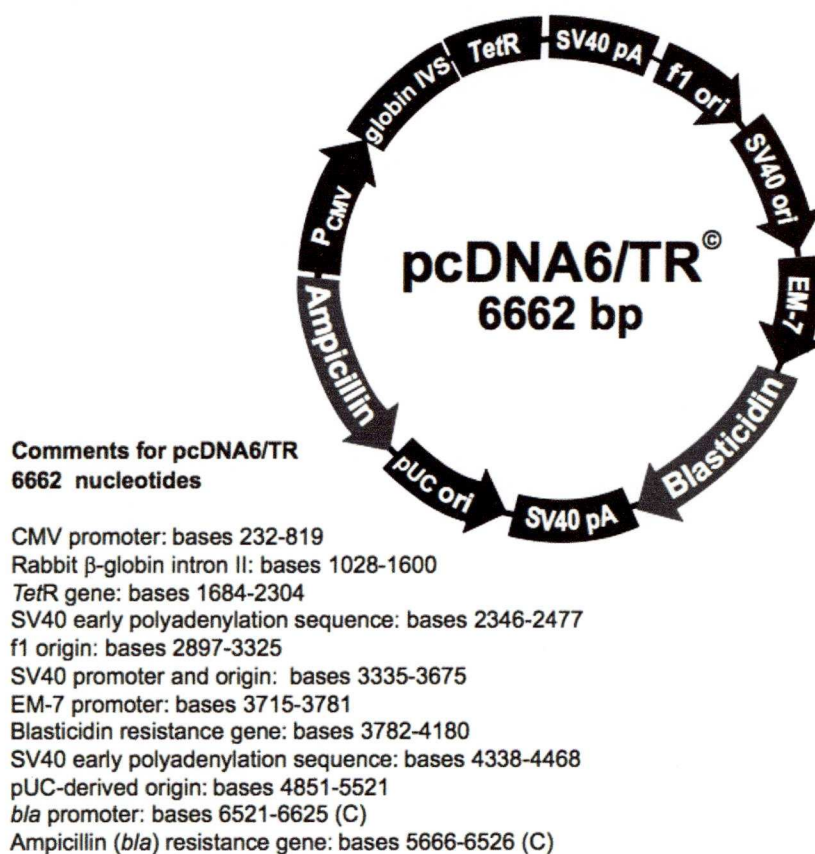 TetR
SV40 pA
f1 ori
SV40 ori
EM-7
Blasticidin
SV40 pA
pUC ori
Ampicillin
PCMV
globin IVS
pcDNA6/TR©
6662 bp
Comments for pcDNA6/TR
6662 nucleotides
CMV promoter: bases 232-819
Rabbit β-globin intron II: bases 1028-1600
TetR gene: bases 1684-2304
SV40 early polyadenylation sequence: bases 2346-2477
f1 origin: bases 2897-3325
SV40 promoter and origin: bases 3335-3675
EM-7 promoter: bases 3715-3781
Blasticidin resistance gene: bases 3782-4180
SV40 early polyadenylation sequence: bases 4338-4468
pUC-derived origin: bases 4851-5521
bla promoter: bases 6521-6625 (C)
Ampicillin (bla) resistance gene: bases 5666-6526 (C)